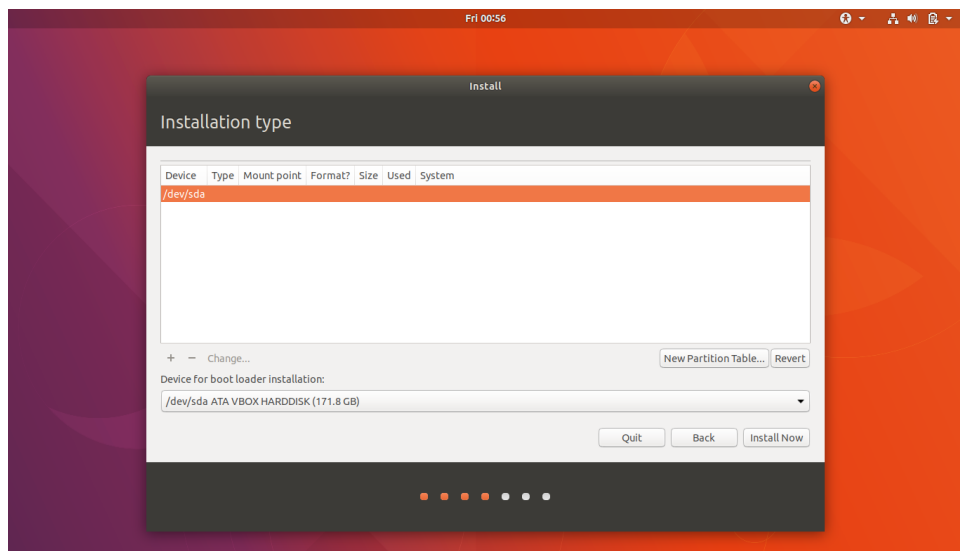 Fri 00:56
Install
Installation type
Device Type Mount point Format? Size Used System
/dev/sda
+ − Change... New Partition Table... Revert
Device for boot loader installation:
/dev/sda ATA VBOX HARDDISK (171.8 GB)
Quit Back Install Now